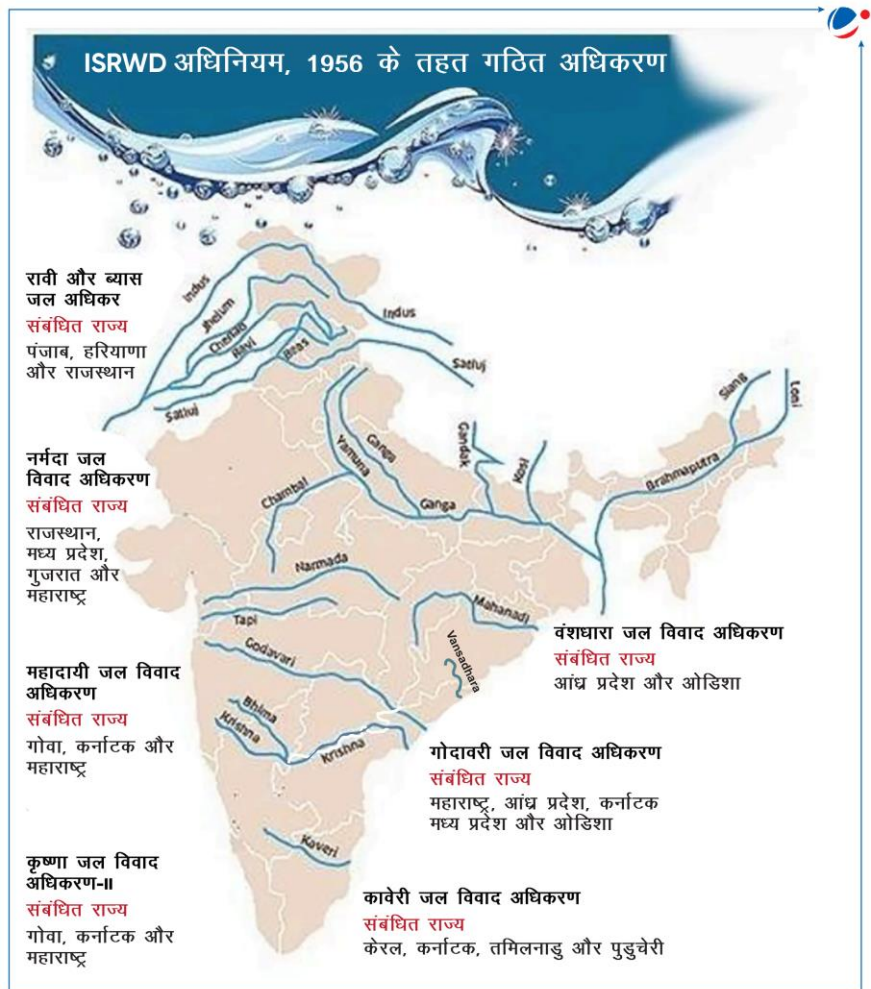 ISRWD अधिनियम, 1956 के तहत गठित अधिकरण
रावी और ब्यास
जल अधिकर
संबंधित राज्य
पंजाब, हरियाणा
और राजस्थान
नर्मदा जल
विवाद अधिकरण
संबंधित राज्य
राजस्थान,
मध्य प्रदेश,
गुजरात और
महाराष्ट्र
महादायी जल विवाद
अधिकरण
संबंधित राज्य
गोवा, कर्नाटक और
महाराष्ट्र
कृष्णा जल विवाद
अधिकरण-II
संबंधित राज्य
गोवा, कर्नाटक और
महाराष्ट्र
Indus
Jhelum
Chenab
Ravi
Beas
Indus
Satluj
Satluj
Yamuna
Ganga
Chambal
Ganga
Gandak
Kosi
Siang
Loni
Brahmaputra
Narmada
Tapi
Mahanadi
Vansadhara
Godavari
Bhima
Krishna
Krishna
Kaveri
वंशधारा जल विवाद अधिकरण
संबंधित राज्य
आंध्र प्रदेश और ओडिशा
गोदावरी जल विवाद अधिकरण
संबंधित राज्य
महाराष्ट्र, आंध्र प्रदेश, कर्नाटक
मध्य प्रदेश और ओडिशा
कावेरी जल विवाद अधिकरण
संबंधित राज्य
केरल, कर्नाटक, तमिलनाडु और पुडुचेरी